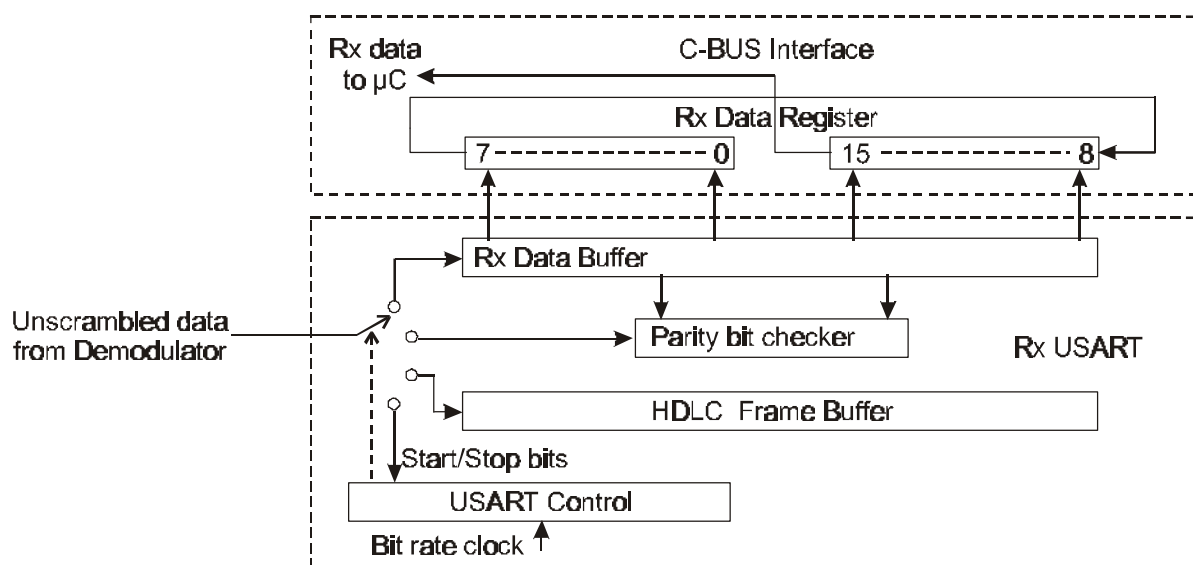 Rx data
to µC
C-BUS Interface
Rx Data Register
7 0 15 8
Rx Data Buffer
Unscrambled data
from Demodulator
Parity bit checker
Rx USART
HDLC Frame Buffer
Start/Stop bits
USART Control
Bit rate clock